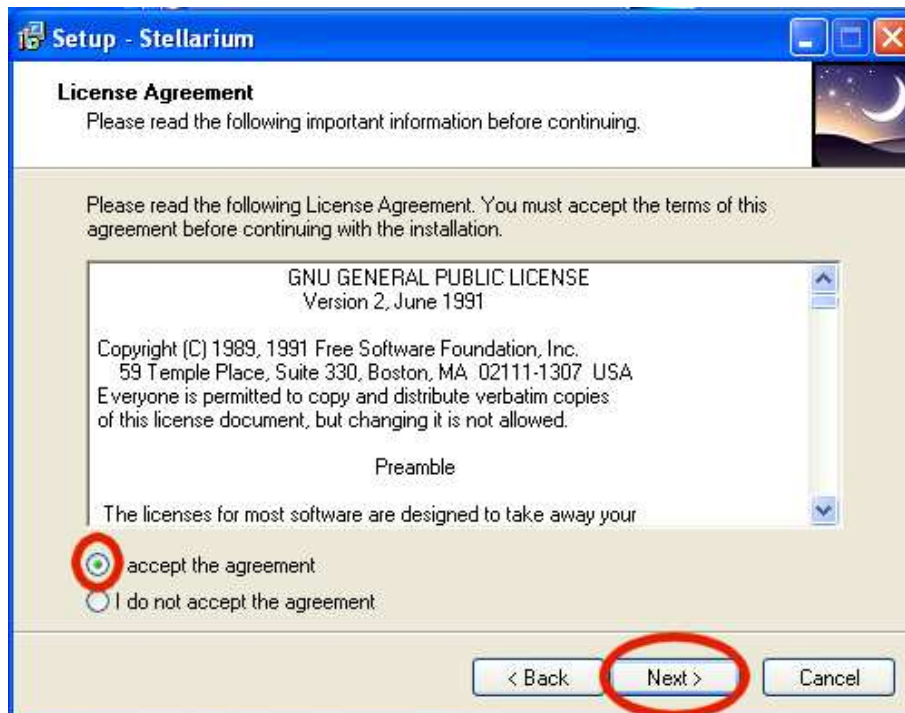 Setup - Stellarium
License Agreement
Please read the following important information before continuing.
Please read the following License Agreement. You must accept the terms of this
agreement before continuing with the installation.
GNU GENERAL PUBLIC LICENSE
Version 2, June 1991
Copyright (C) 1989, 1991 Free Software Foundation, Inc.
59 Temple Place, Suite 330, Boston, MA 02111-1307 USA
Everyone is permitted to copy and distribute verbatim copies
of this license document, but changing it is not allowed.
Preamble
The licenses for most software are designed to take away your
accept the agreement
I do not accept the agreement
< Back
Next >
Cancel